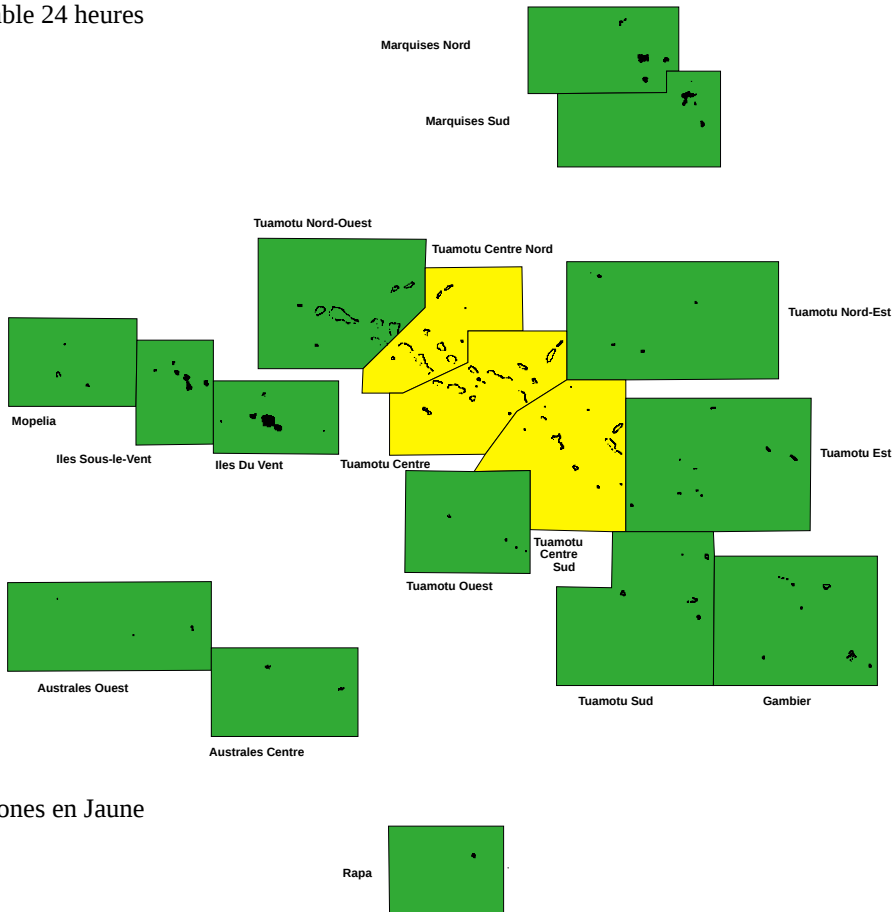 24 heures
Marquises Nord
Marquises Sud
Tuamotu Nord-Ouest
Tuamotu Centre Nord
Tuamotu Nord-Est
Mopelia
Iles Sous-le-Vent
Iles Du Vent
Tuamotu Centre
Tuamotu Est
Tuamotu
Centre
Sud
Tuamotu Ouest
Australes Ouest
Tuamotu Sud
Gambier
Australes Centre
en Jaune
Rapa